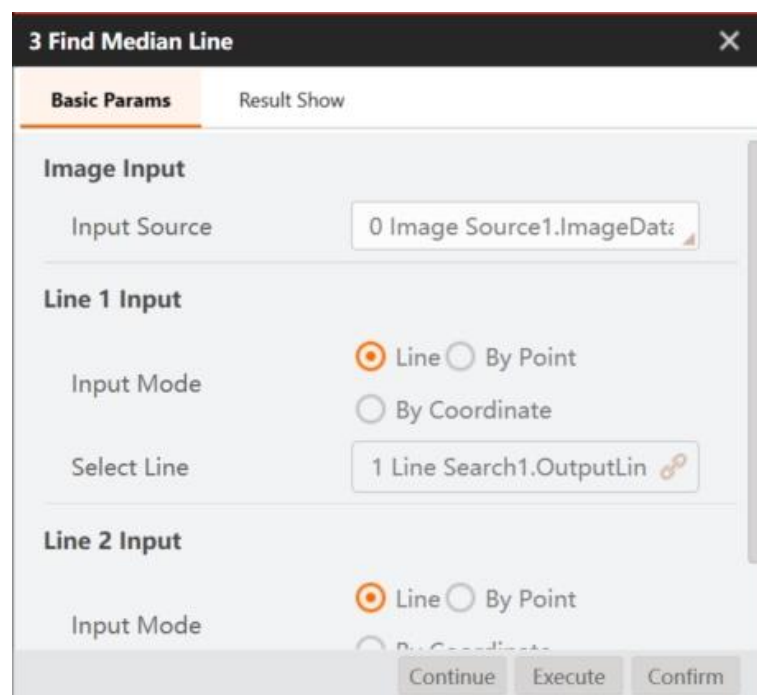 3 Find Median Line
Basic Params Result Show
Image Input
Input Source 0 Image Source1.ImageData
Line 1 Input
Input Mode Line By Point
By Coordinate
Select Line 1 Line Search1.OutputLin
Line 2 Input
Input Mode Line By Point
Continue Execute Confirm